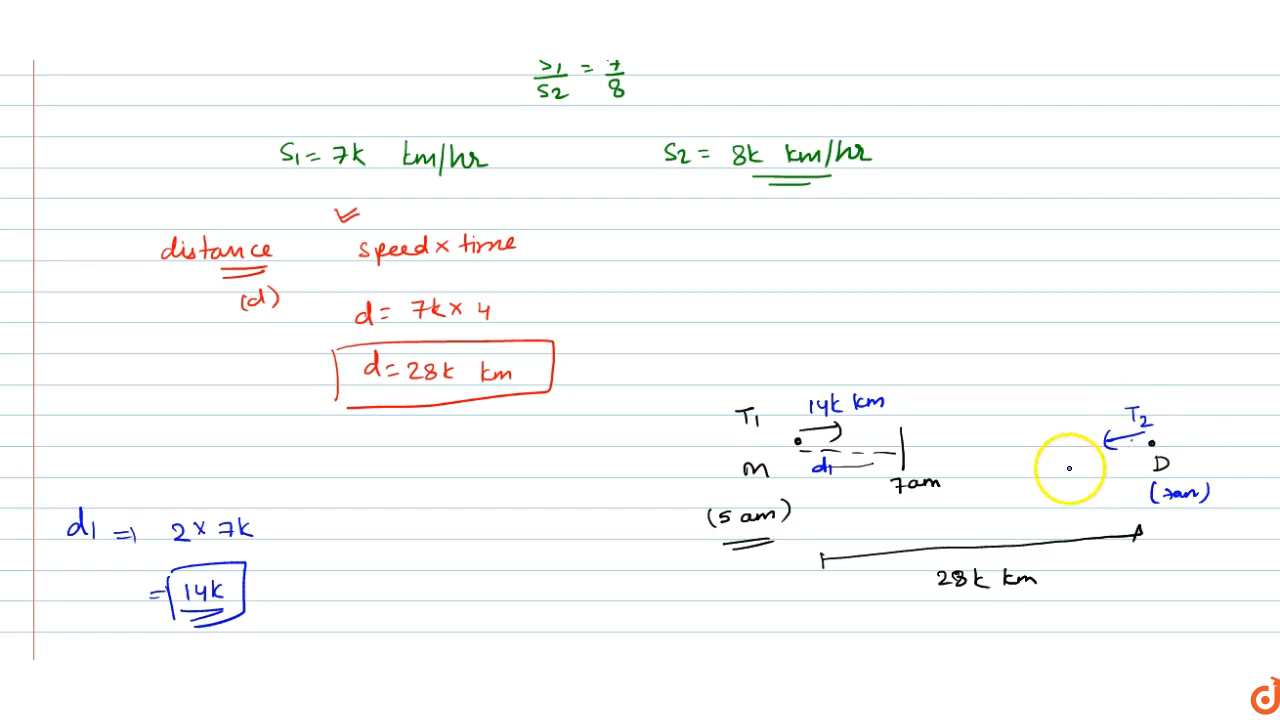 S1/S2 = 7/8
S1 = 7k km/hr
S2 = 8k km/hr
distance speed × time
(d)
d = 7k × 4
d = 28k km
T1 14k km T2
d1
M 7am D
(5 am) (7am)
28k km
d1 ⇒ 2 × 7k
= 14k
d